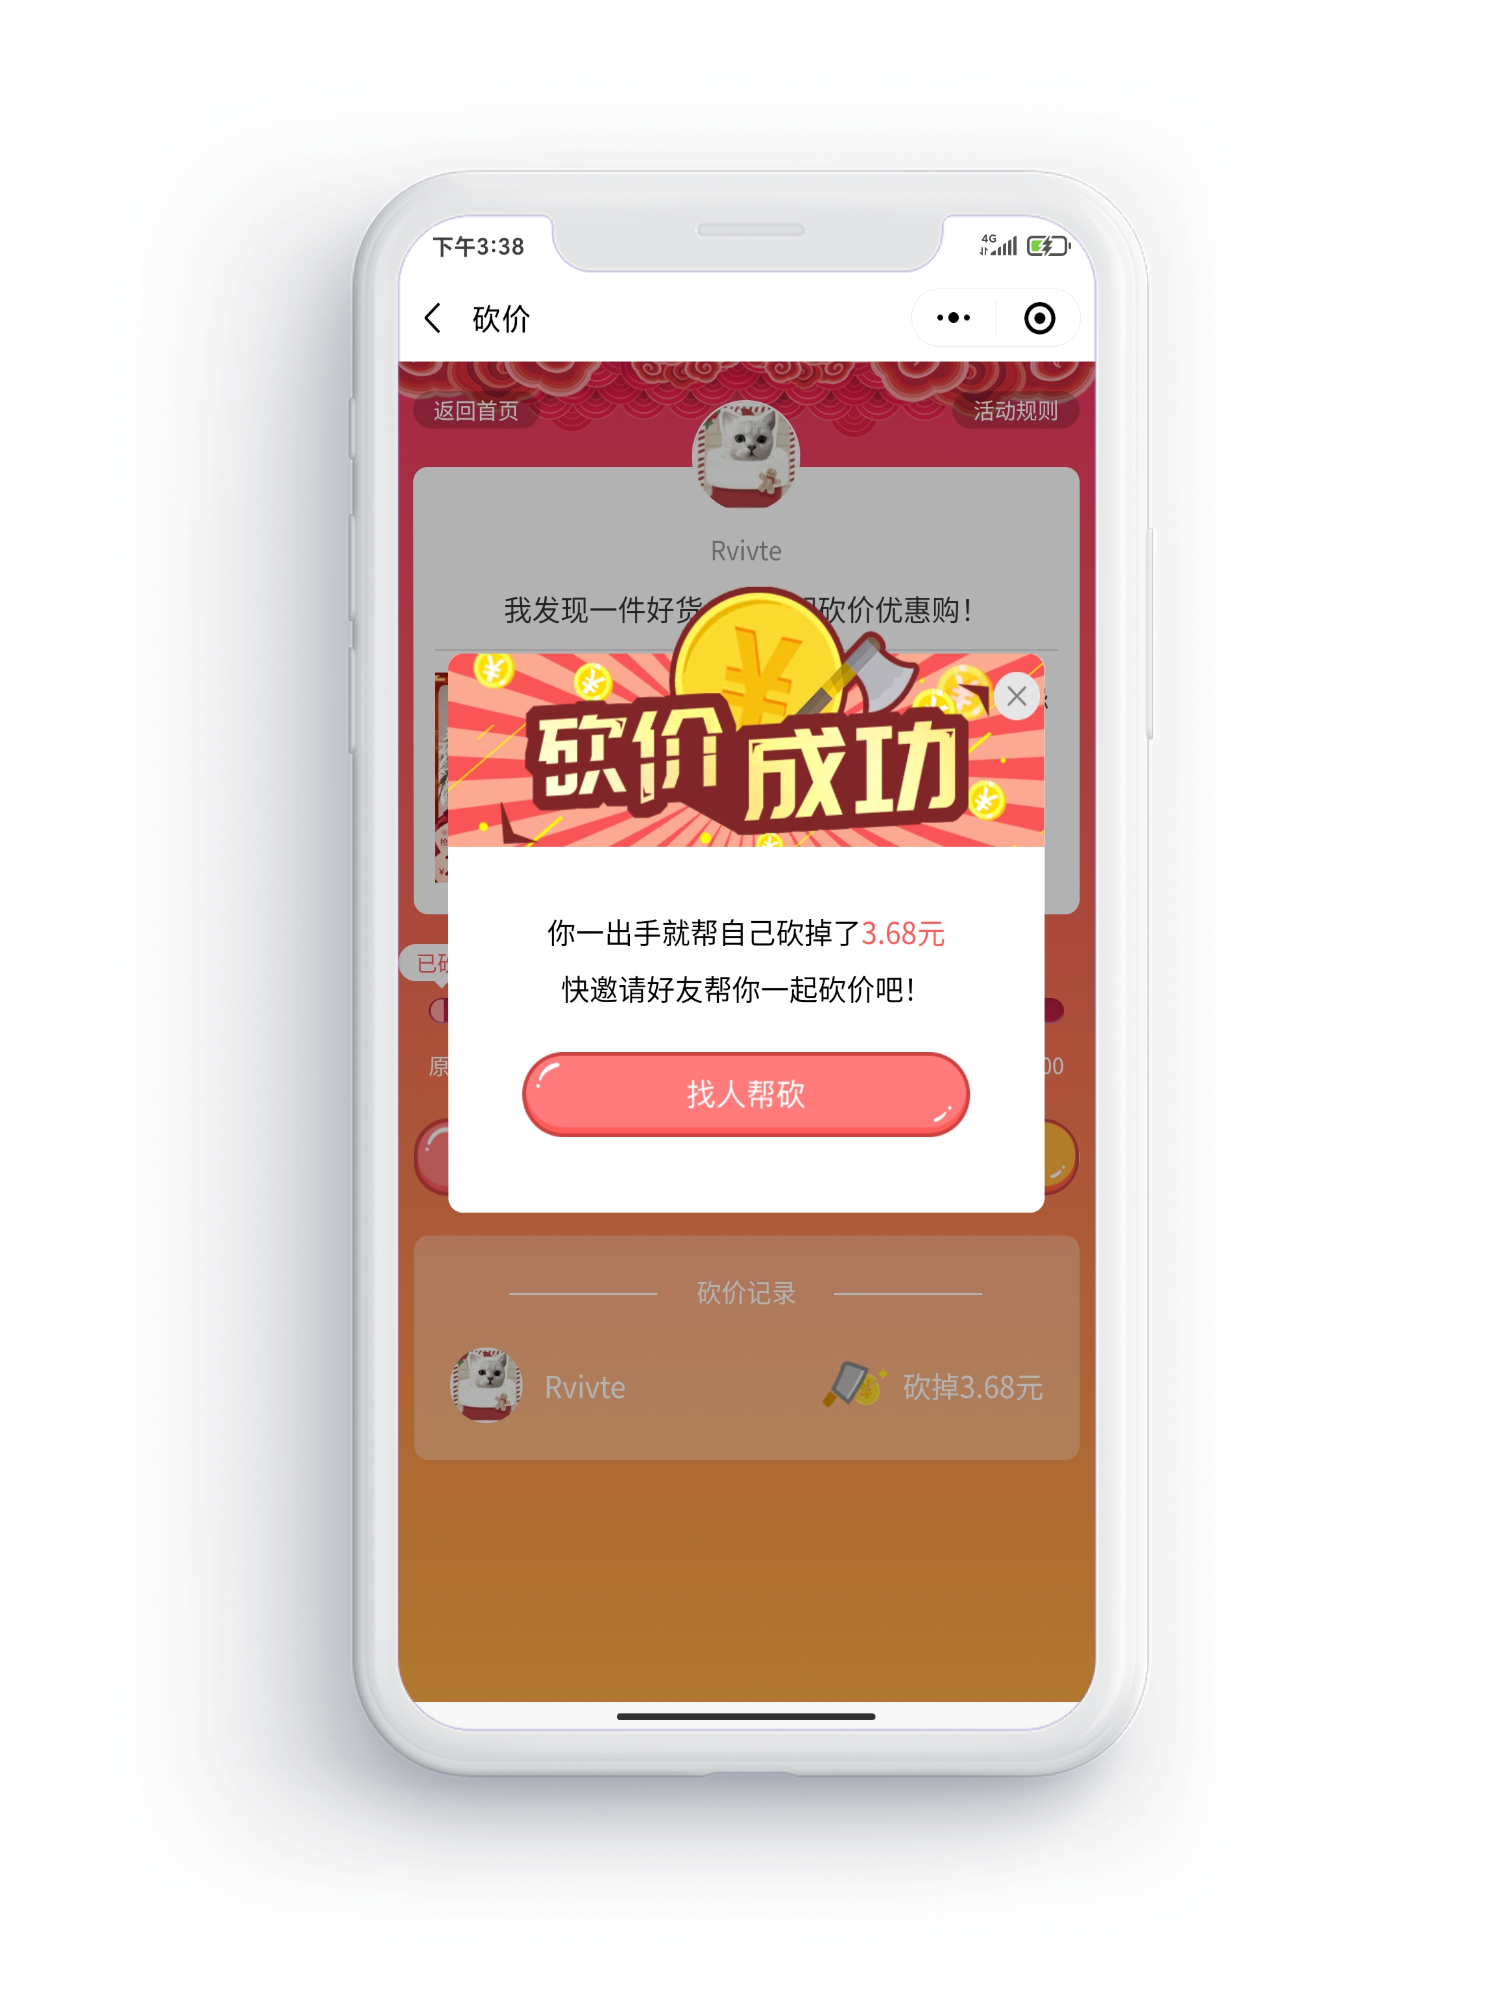 下午3:38
4G
砍价
返回首页
活动规则
Rvivte
我发现一件好货
砍价优惠购！
砍价成功
你一出手就帮自己砍掉了3.68元
快邀请好友帮你一起砍价吧！
已砍
原
00
找人帮砍
砍价记录
Rvivte
砍掉3.68元